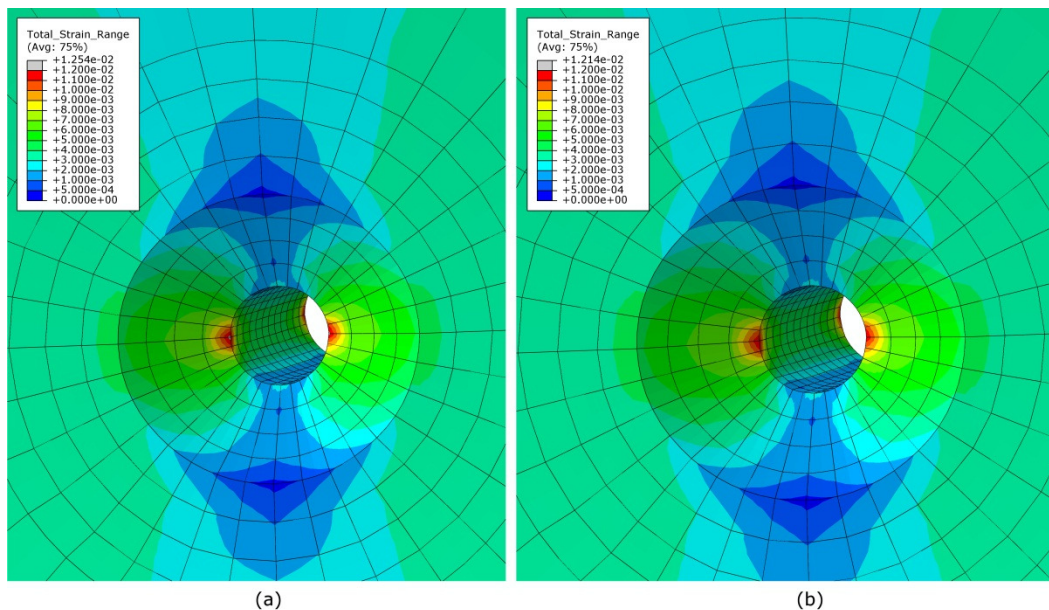 Total_Strain_Range
(Avg: 75%)
+1.254e-02
+1.200e-02
+1.100e-02
+1.000e-02
+9.000e-03
+8.000e-03
+7.000e-03
+6.000e-03
+5.000e-03
+4.000e-03
+3.000e-03
+2.000e-03
+1.000e-03
+5.000e-04
+0.000e+00
Total_Strain_Range
(Avg: 75%)
+1.214e-02
+1.200e-02
+1.100e-02
+1.000e-02
+9.000e-03
+8.000e-03
+7.000e-03
+6.000e-03
+5.000e-03
+4.000e-03
+3.000e-03
+2.000e-03
+1.000e-03
+5.000e-04
+0.000e+00
(a)
(b)